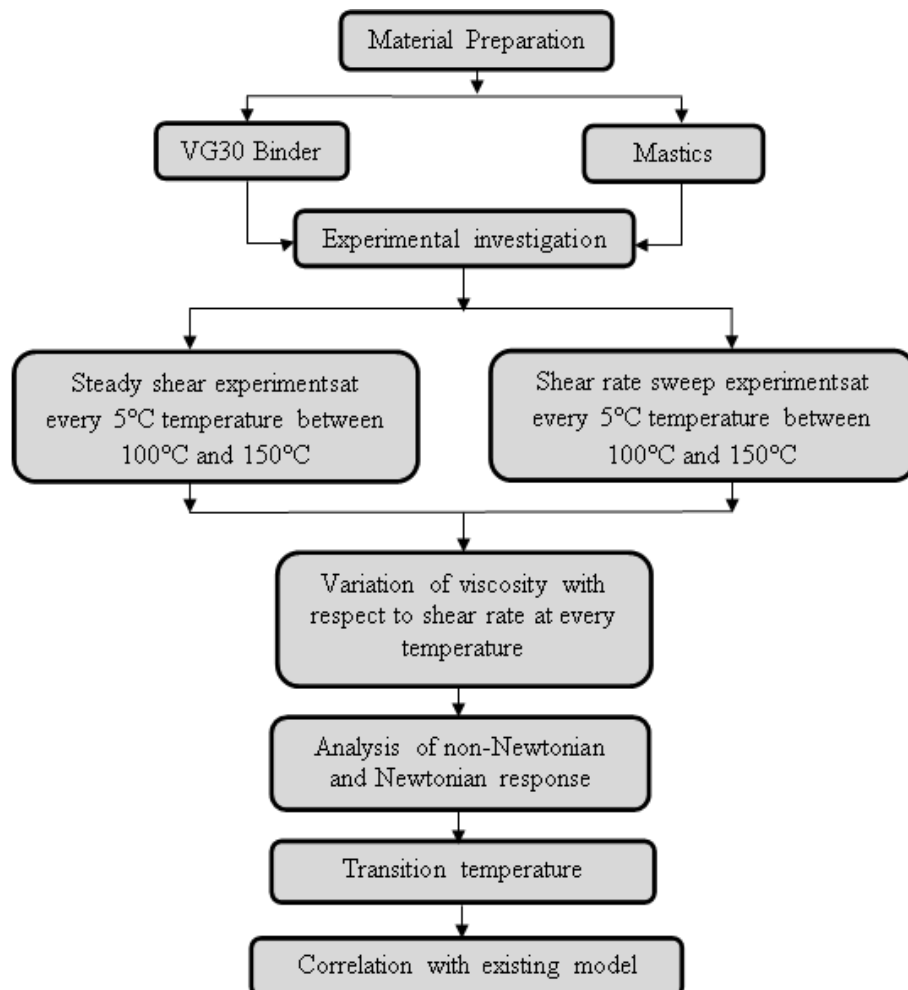 Material Preparation
VG30 Binder
Mastics
Experimental investigation
Steady shear experimentsat
every 5°C temperature between
100°C and 150°C
Shear rate sweep experimentsat
every 5°C temperature between
100°C and 150°C
Variation of viscosity with
respect to shear rate at every
temperature
Analysis of non-Newtonian
and Newtonian response
Transition temperature
Correlation with existing model